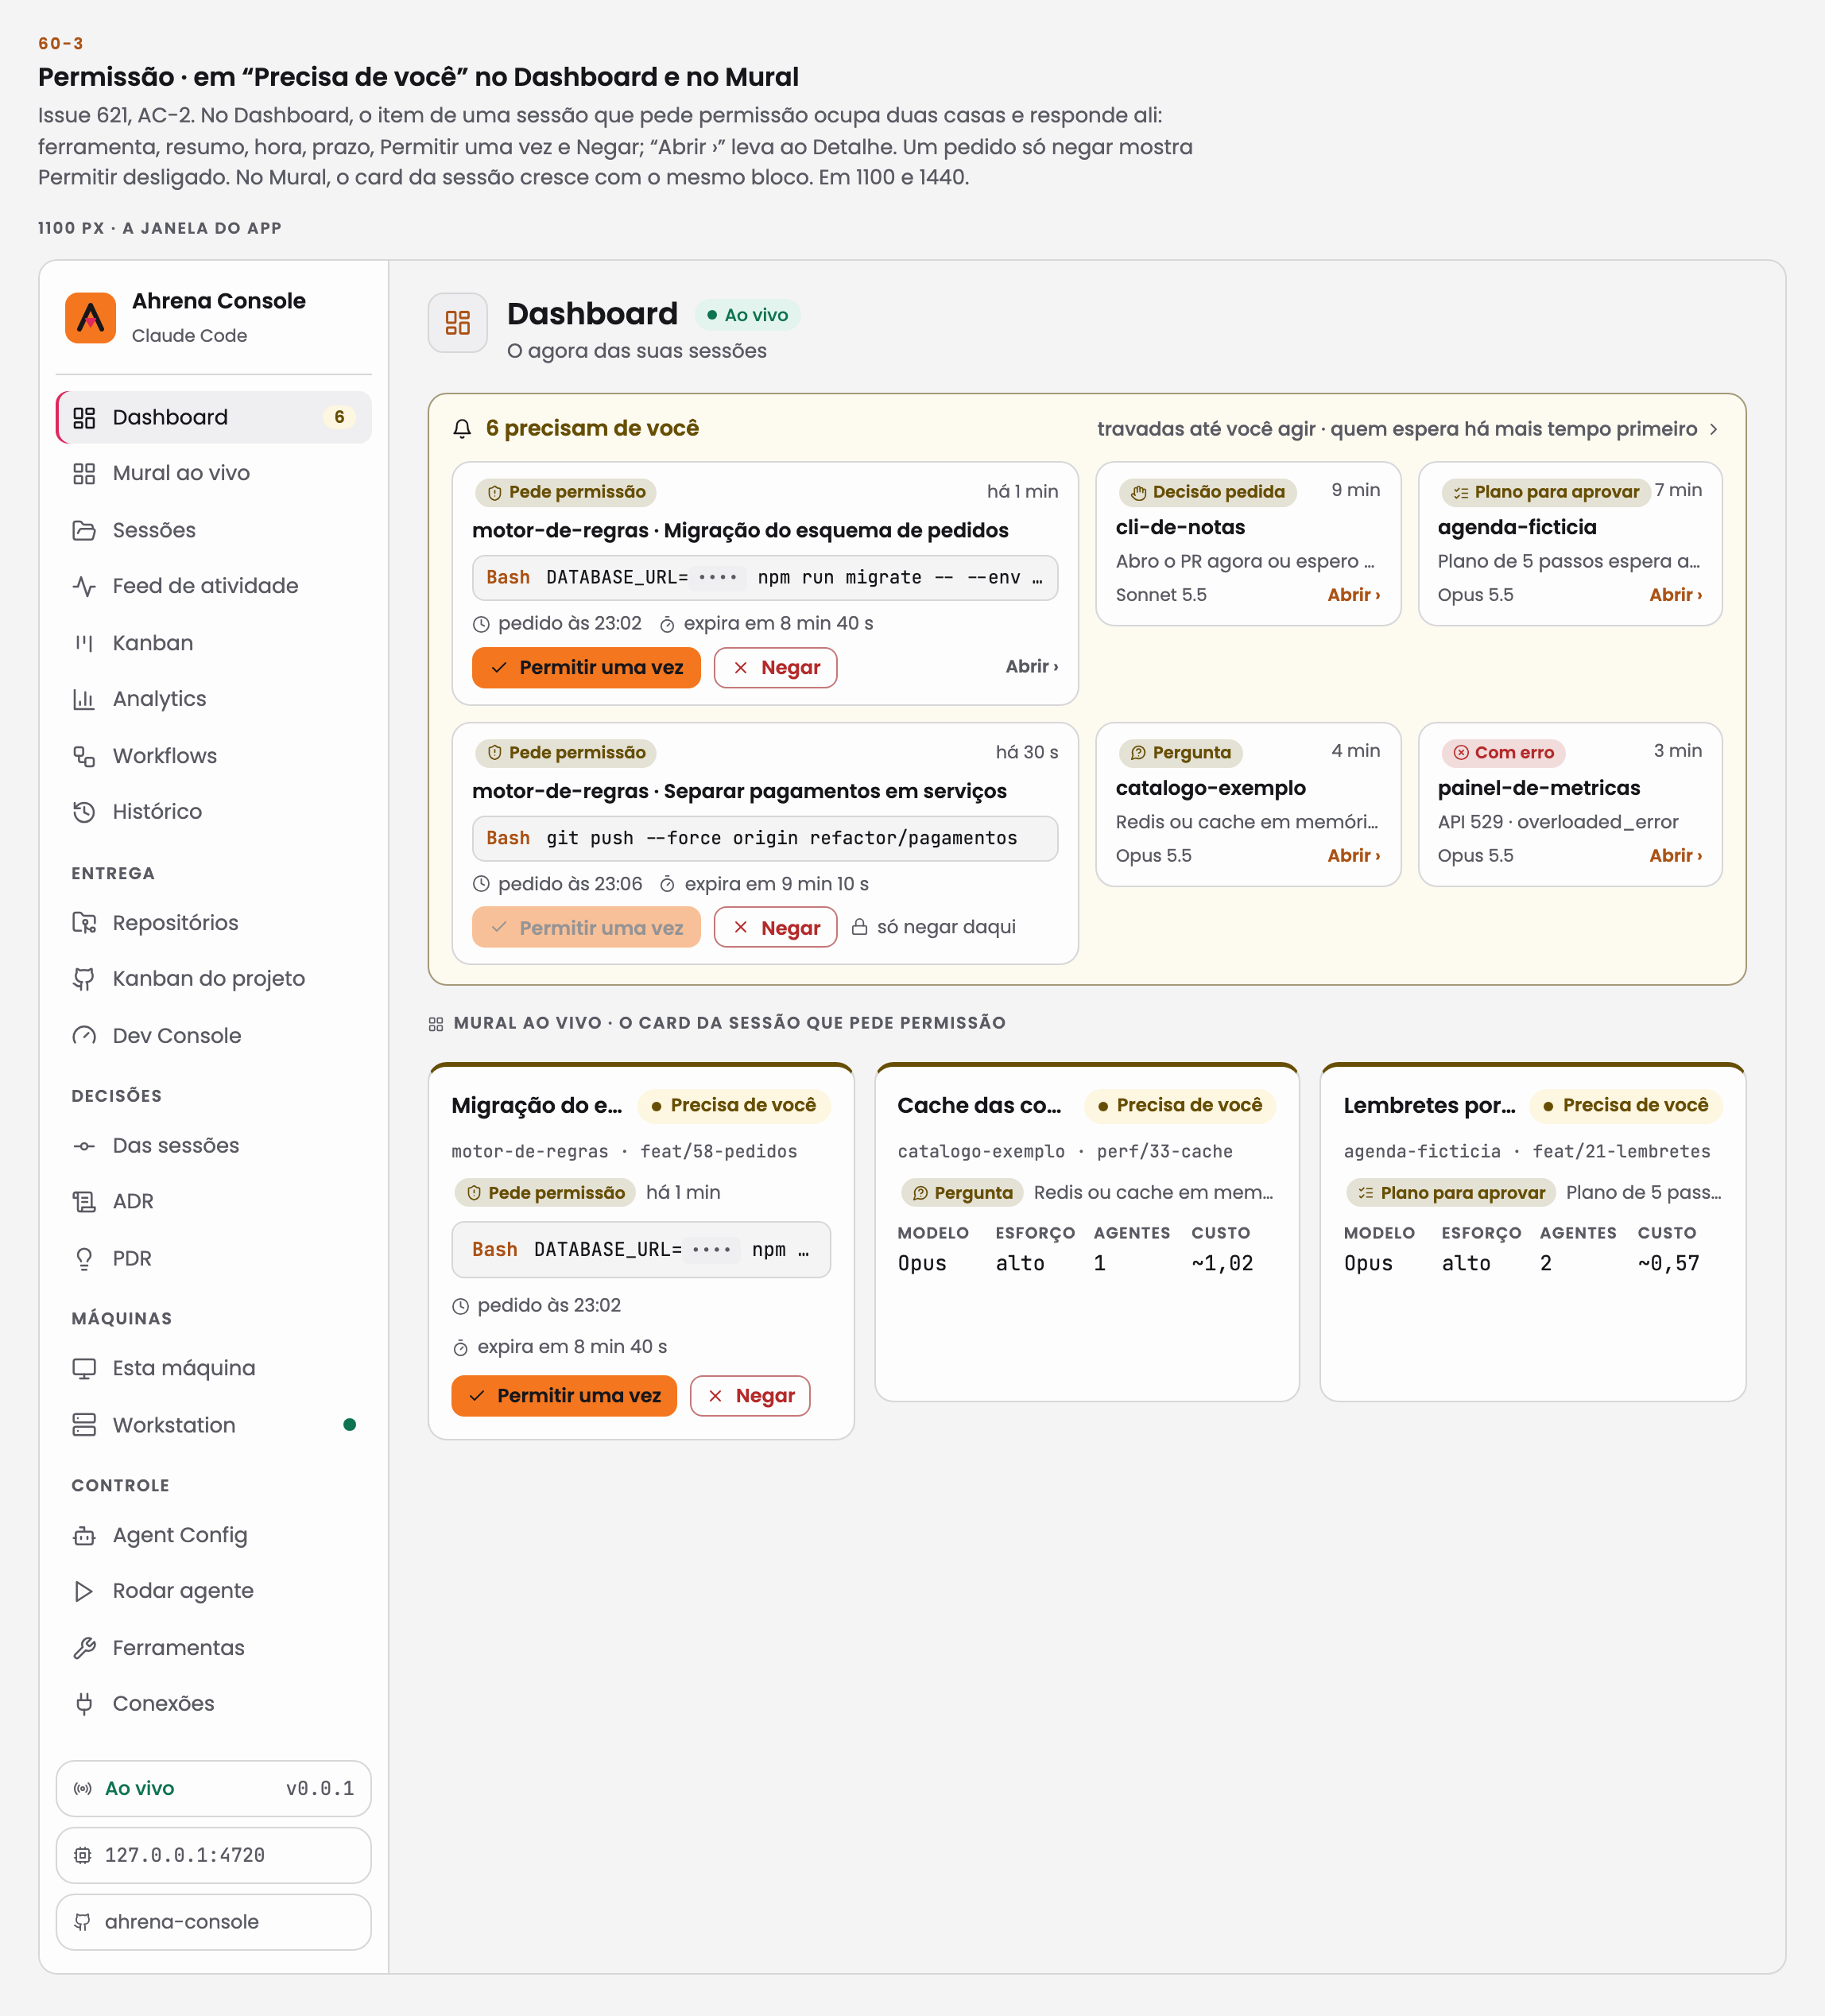 60-3
Permissão · em “Precisa de você” no Dashboard e no Mural
Issue 621, AC-2. No Dashboard, o item de uma sessão que pede permissão ocupa duas casas e responde ali:
ferramenta, resumo, hora, prazo, Permitir uma vez e Negar; “Abrir ›” leva ao Detalhe. Um pedido só negar mostra
Permitir desligado. No Mural, o card da sessão cresce com o mesmo bloco. Em 1100 e 1440.
1100 PX · A JANELA DO APP
Ahrena Console
Claude Code
Dashboard 6
Mural ao vivo
Sessões
Feed de atividade
Kanban
Analytics
Workflows
Histórico
ENTREGA
Repositórios
Kanban do projeto
Dev Console
DECISÕES
Das sessões
ADR
PDR
MÁQUINAS
Esta máquina
Workstation
CONTROLE
Agent Config
Rodar agente
Ferramentas
Conexões
Ao vivo v0.0.1
127.0.0.1:4720
ahrena-console
Dashboard Ao vivo
O agora das suas sessões
6 precisam de você
travadas até você agir · quem espera há mais tempo primeiro ›
Pede permissão há 1 min
motor-de-regras · Migração do esquema de pedidos
Bash DATABASE_URL=•••• npm run migrate -- --env …
pedido às 23:02 expira em 8 min 40 s
Permitir uma vez Negar Abrir ›
Decisão pedida 9 min
cli-de-notas
Abro o PR agora ou espero …
Sonnet 5.5 Abrir ›
Plano para aprovar 7 min
agenda-ficticia
Plano de 5 passos espera a…
Opus 5.5 Abrir ›
Pede permissão há 30 s
motor-de-regras · Separar pagamentos em serviços
Bash git push --force origin refactor/pagamentos
pedido às 23:06 expira em 9 min 10 s
Permitir uma vez Negar só negar daqui
Pergunta 4 min
catalogo-exemplo
Redis ou cache em memóri…
Opus 5.5 Abrir ›
Com erro 3 min
painel-de-metricas
API 529 · overloaded_error
Opus 5.5 Abrir ›
MURAL AO VIVO · O CARD DA SESSÃO QUE PEDE PERMISSÃO
Migração do e… Precisa de você
motor-de-regras · feat/58-pedidos
Pede permissão há 1 min
Bash DATABASE_URL=•••• npm …
pedido às 23:02
expira em 8 min 40 s
Permitir uma vez Negar
Cache das co… Precisa de você
catalogo-exemplo · perf/33-cache
Pergunta Redis ou cache em mem…
MODELO ESFORÇO AGENTES CUSTO
Opus alto 1 ~1,02
Lembretes por… Precisa de você
agenda-ficticia · feat/21-lembretes
Plano para aprovar Plano de 5 pass…
MODELO ESFORÇO AGENTES CUSTO
Opus alto 2 ~0,57